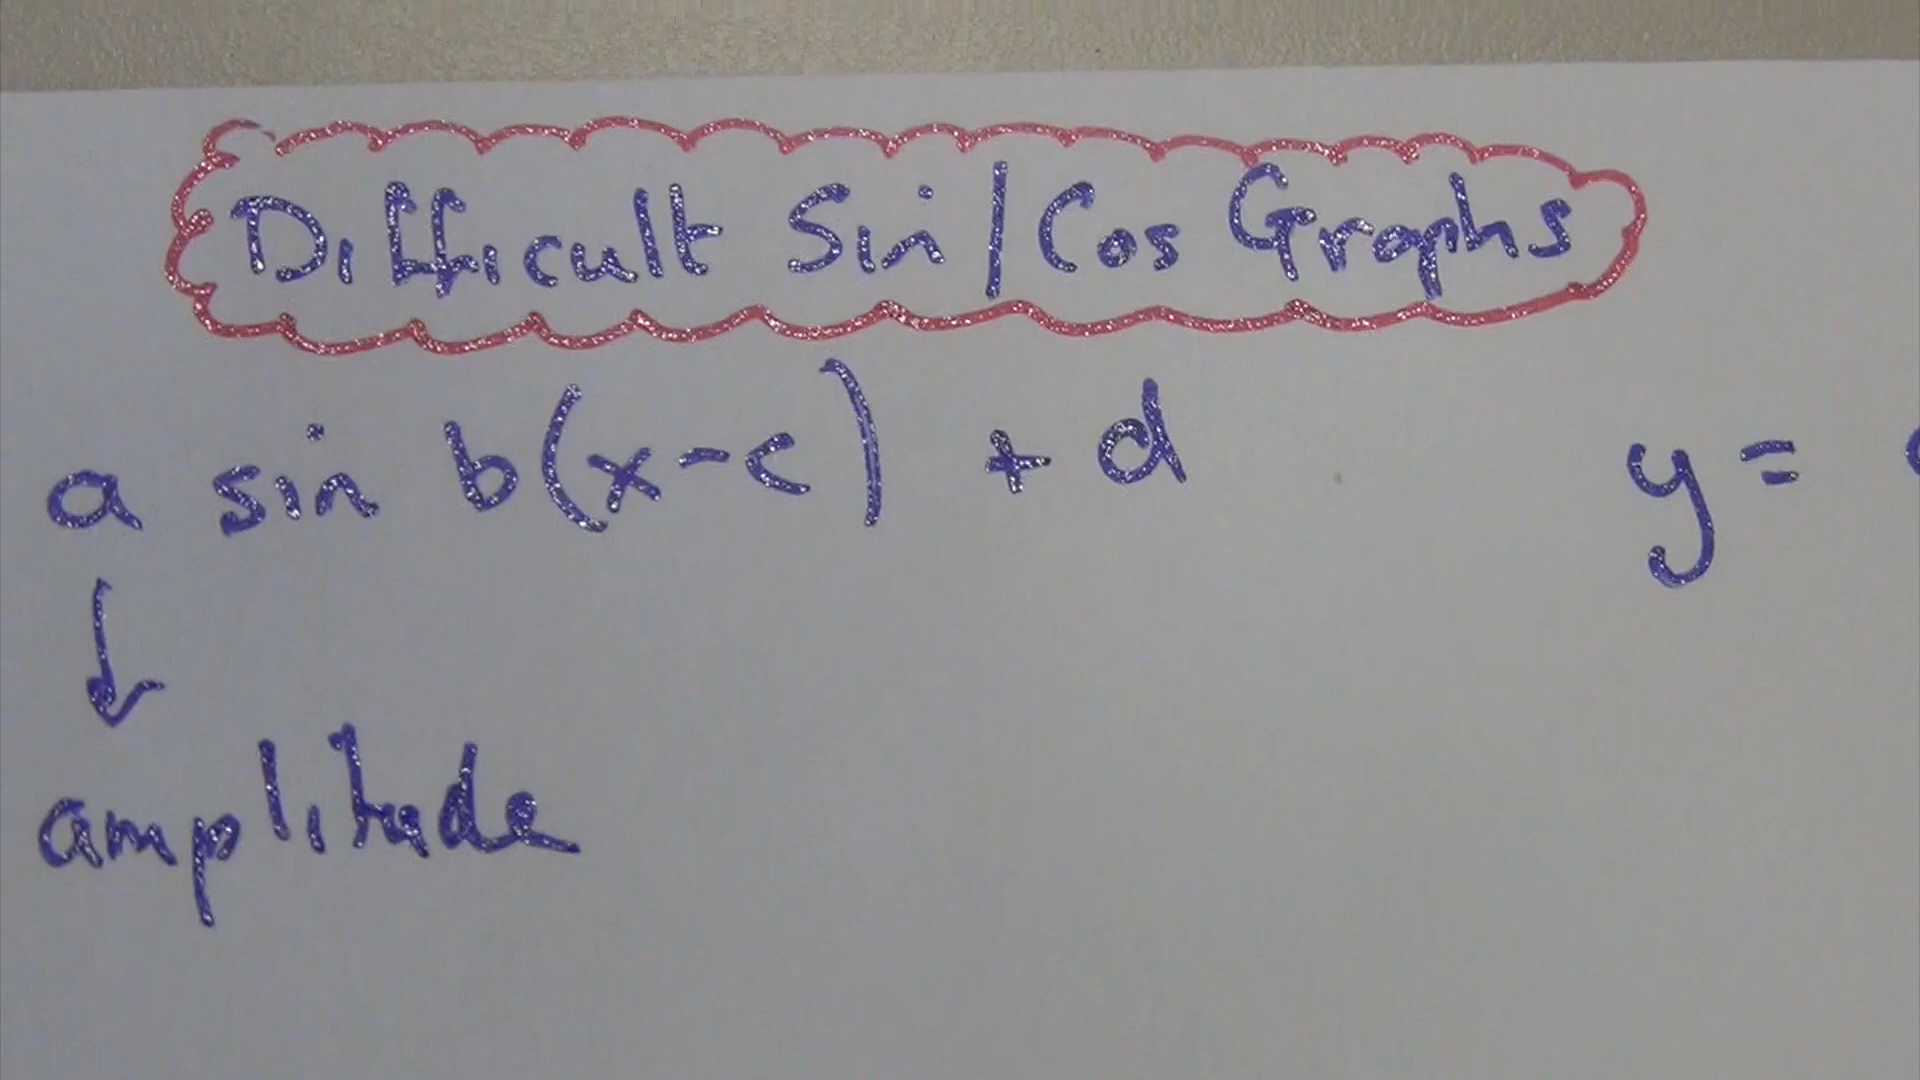 Difficult Sin/Cos Graphs
a sin b(x-c) + d y =
amplitude